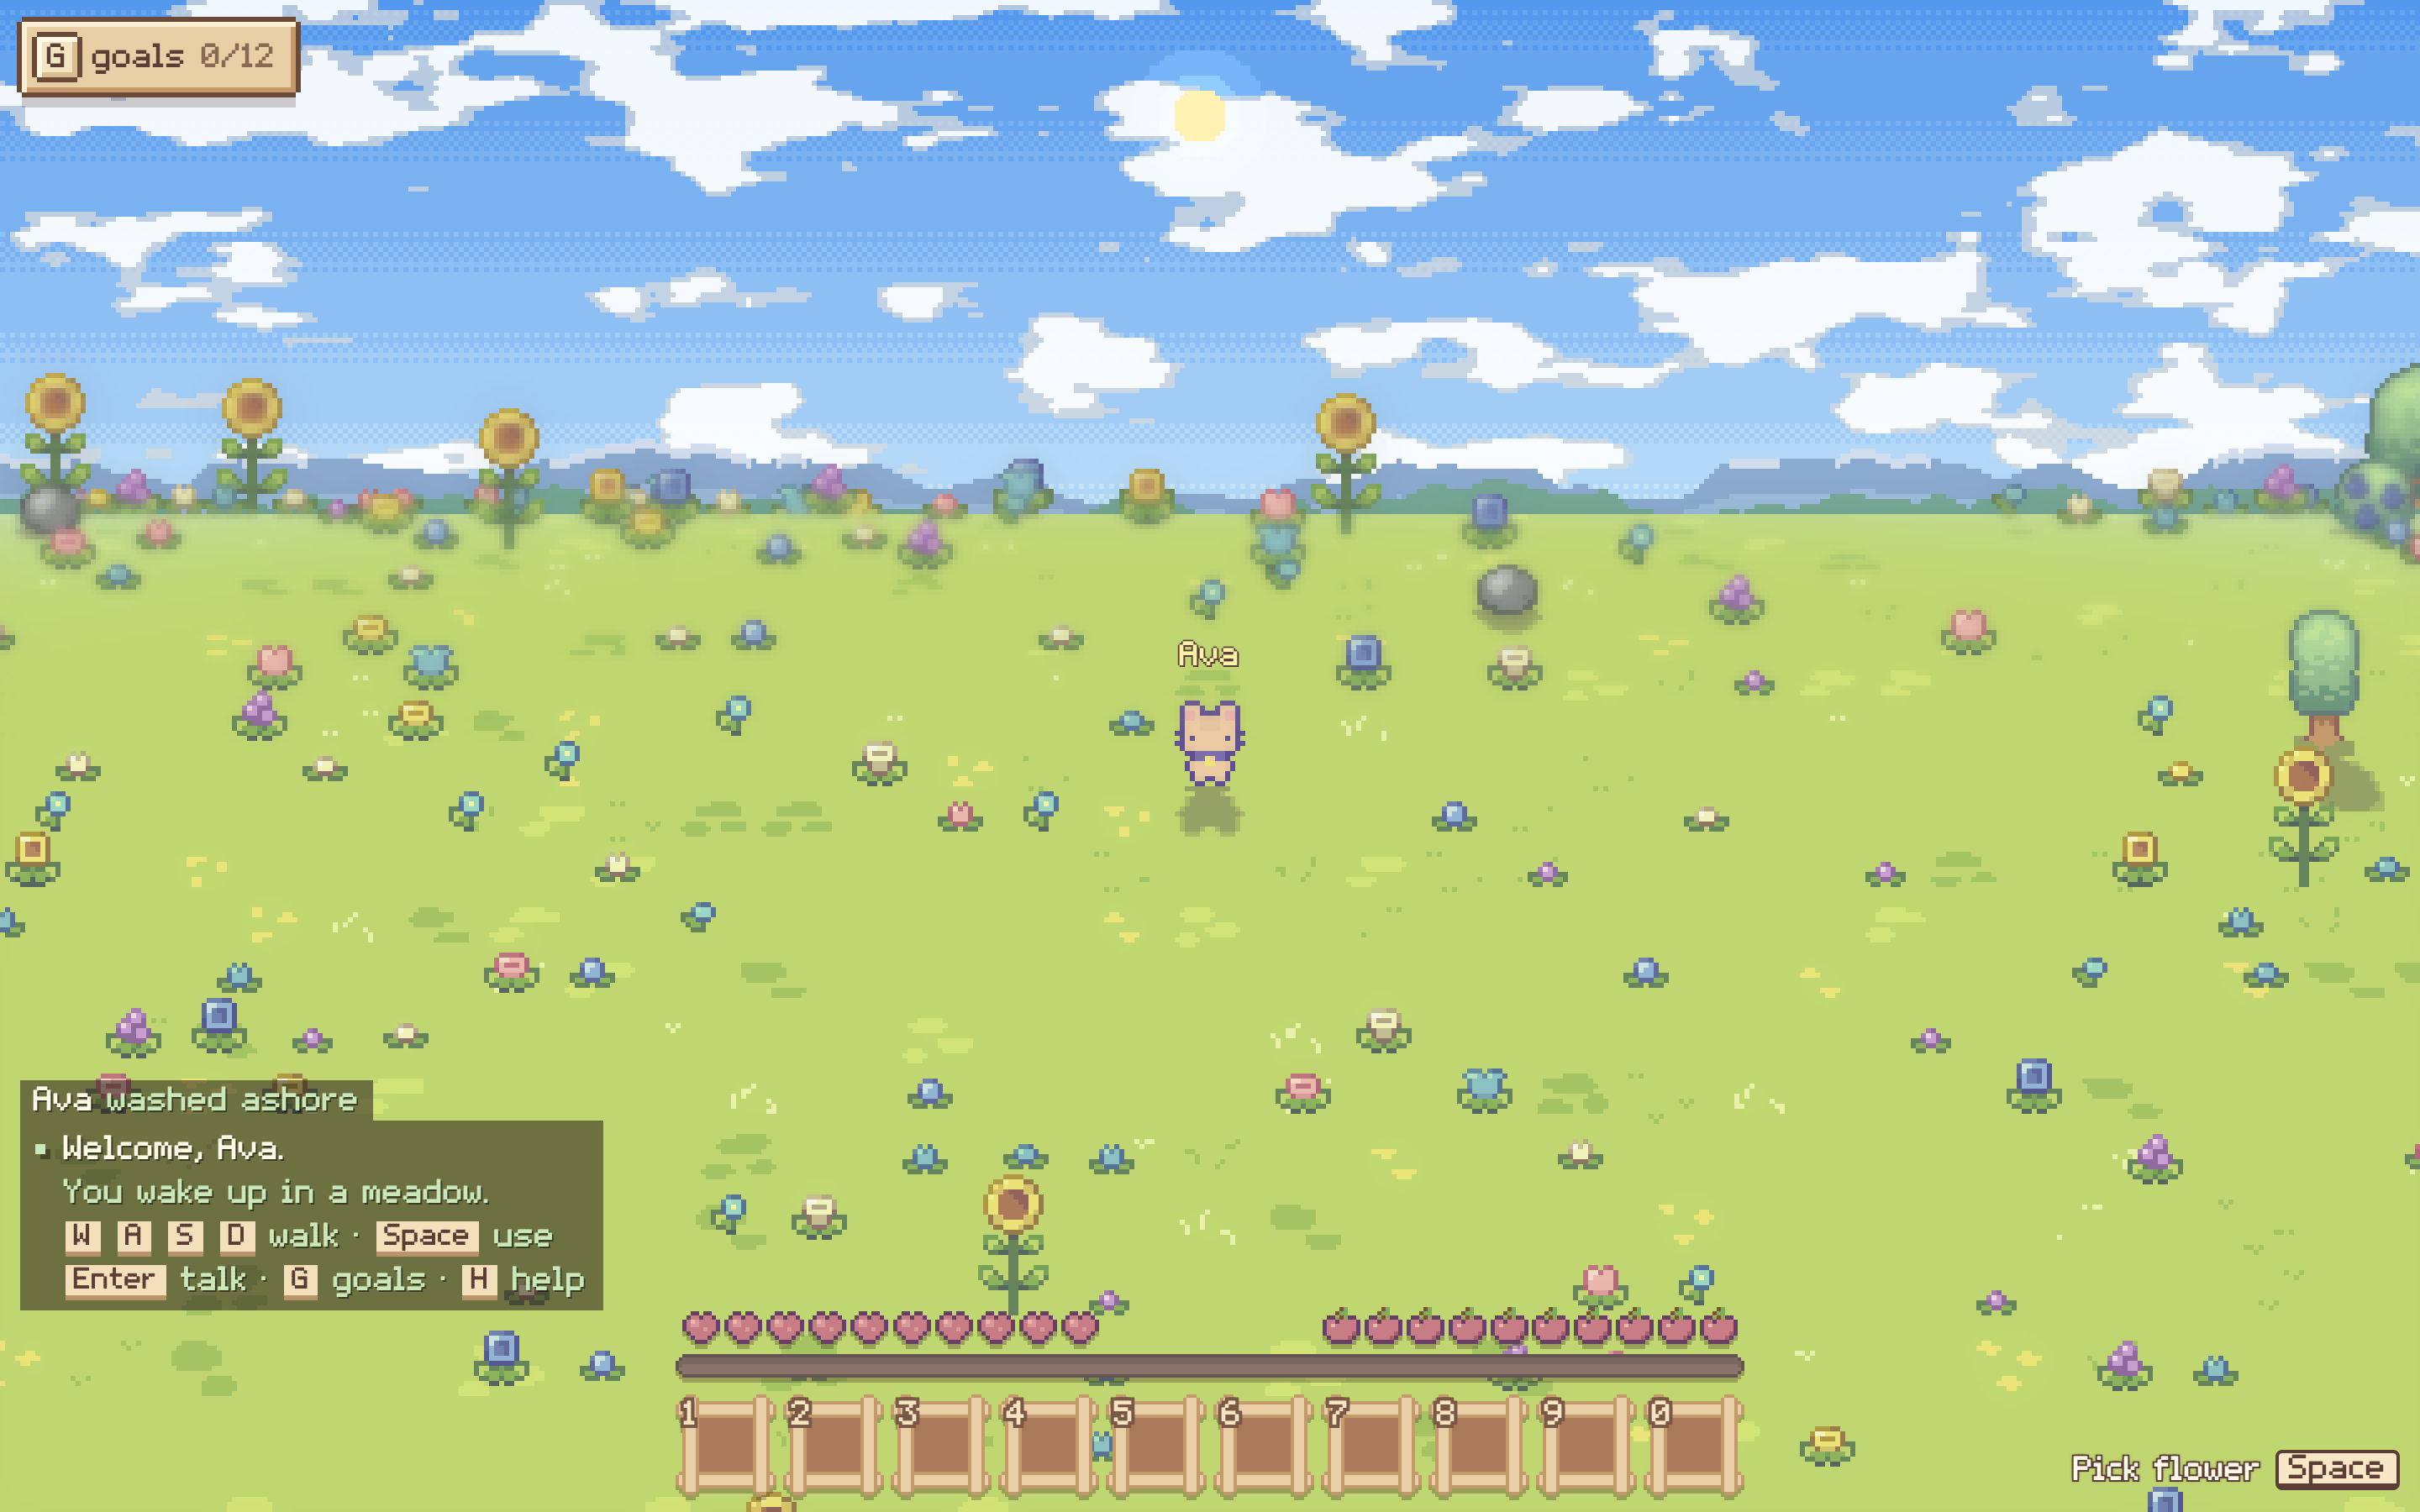 G goals 0/12
Ava
Ava washed ashore
Welcome, Ava.
You wake up in a meadow.
W A S D walk · Space use
Enter talk · G goals · H help
1 2 3 4 5 6 7 8 9 0
Pick flower Space